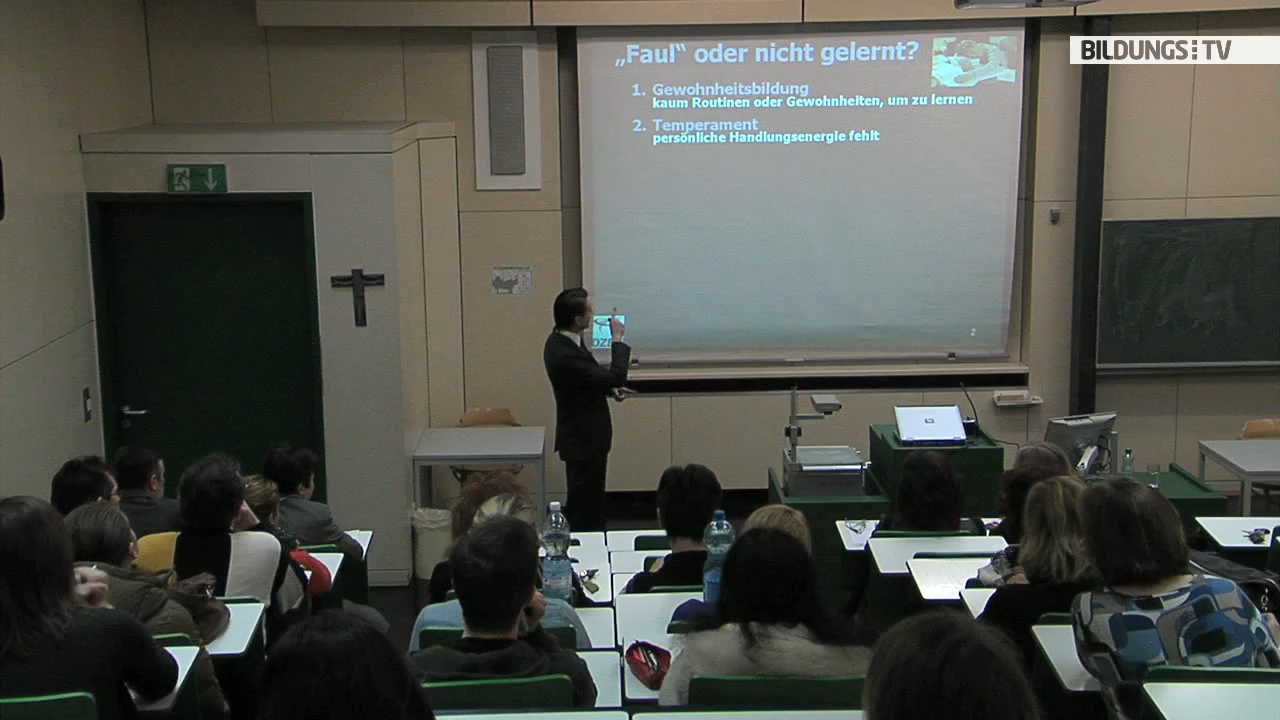 BILDUNGS TV
„Faul“ oder nicht gelernt?
1. Gewohnheitsbildung
kaum Routinen oder Gewohnheiten, um zu lernen
2. Temperament
persönliche Handlungsenergie fehlt
2